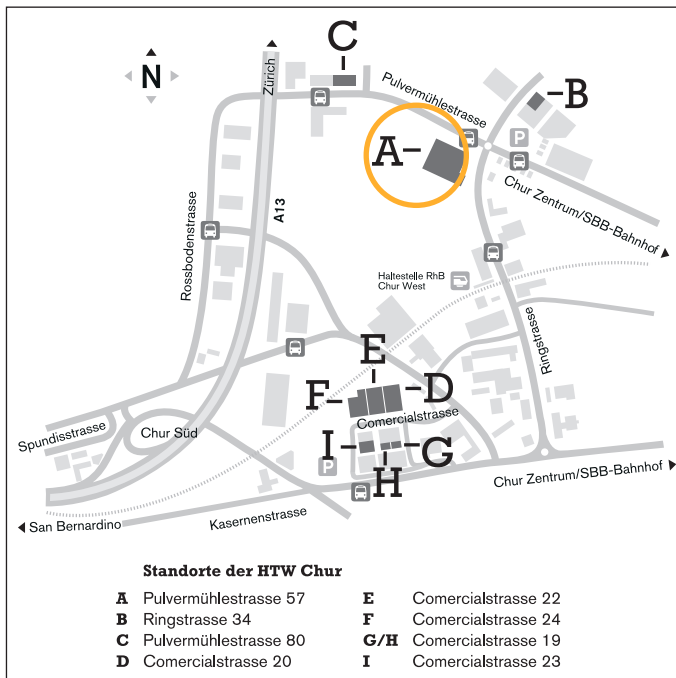 C
Zürich
N
Pulvermühlestrasse
B
A
P
Chur Zentrum/SBB-Bahnhof
A13
Rossbodenstrasse
Haltestelle RhB
Chur West
Ringstrasse
E
F
D
Comercialstrasse
Spundisstrasse
Chur Süd
I
G
P
H
Chur Zentrum/SBB-Bahnhof
San Bernardino
Kasernenstrasse
Standorte der HTW Chur
A Pulvermühlestrasse 57
B Ringstrasse 34
C Pulvermühlestrasse 80
D Comercialstrasse 20
E Comercialstrasse 22
F Comercialstrasse 24
G/H Comercialstrasse 19
I Comercialstrasse 23